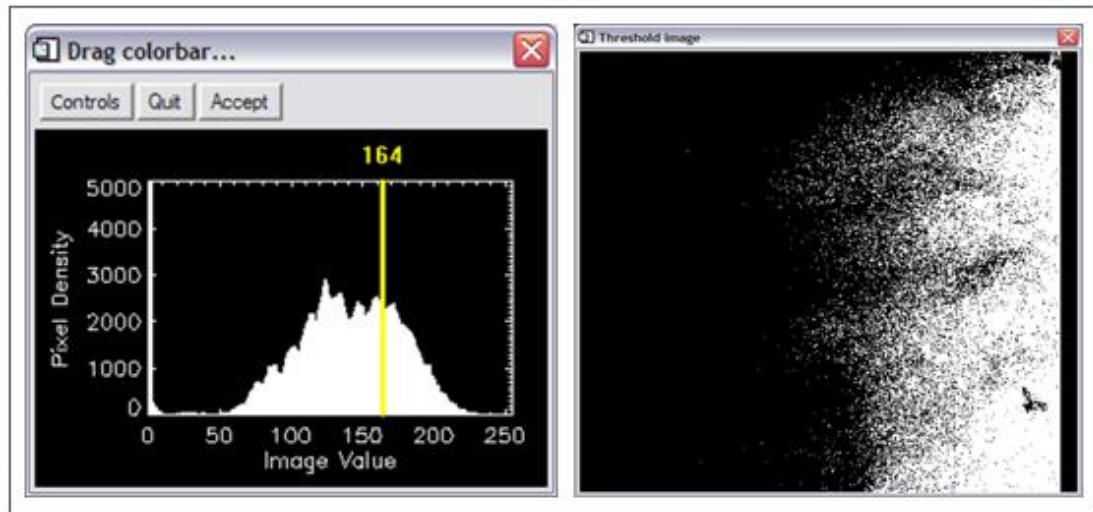 Drag colorbar...
Controls Quit Accept
164
5000
4000
3000
2000
1000
0
Pixel Density
0 50 100 150 200 250
Image Value
Threshold image